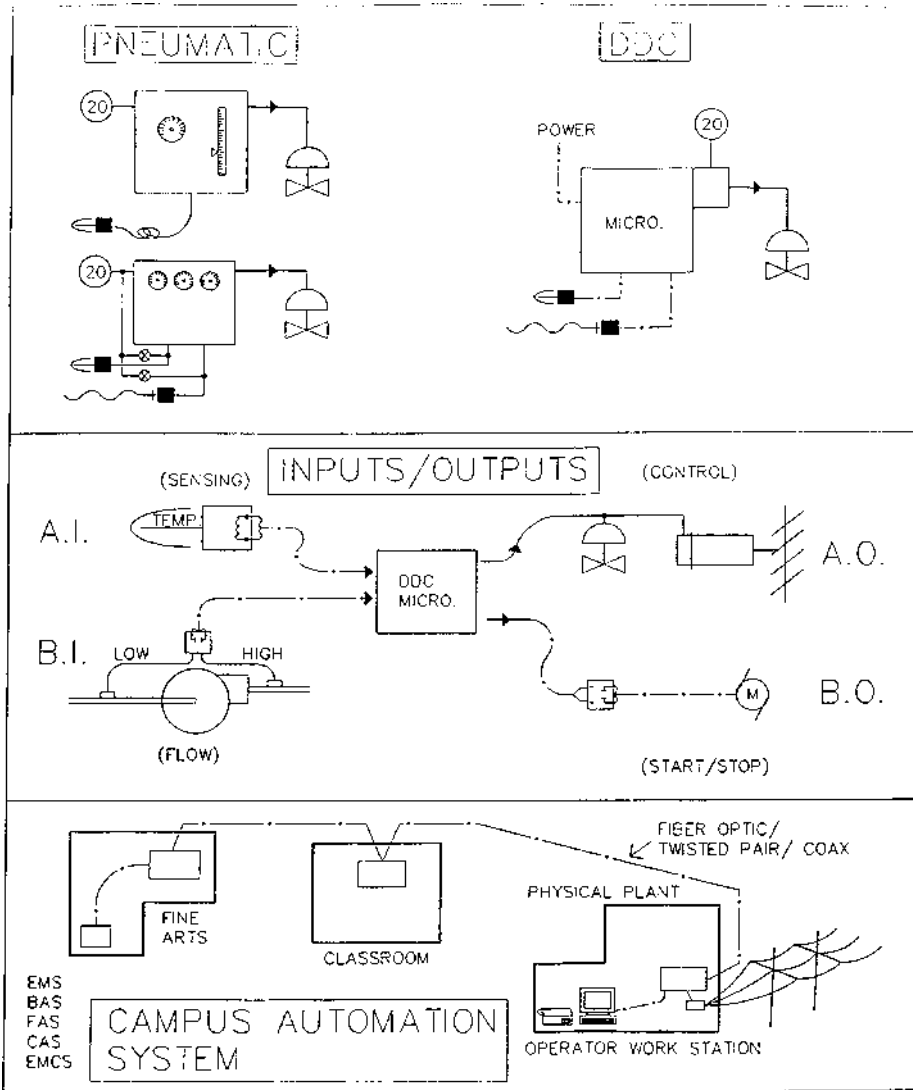 PNEUMATIC
DDC
20
20
POWER
20
MICRO.
20
INPUTS/OUTPUTS
(SENSING)
(CONTROL)
A.I.
TEMP.
A.O.
DDC
MICRO.
B.I.
LOW
HIGH
B.O.
M
(FLOW)
(START/STOP)
FIBER OPTIC/
TWISTED PAIR/ COAX
PHYSICAL PLANT
FINE
ARTS
CLASSROOM
EMS
BAS
FAS
CAS
EMCS
CAMPUS AUTOMATION
SYSTEM
OPERATOR WORK STATION